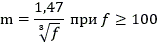 m = 1,47 / ∛f при f ≥ 100